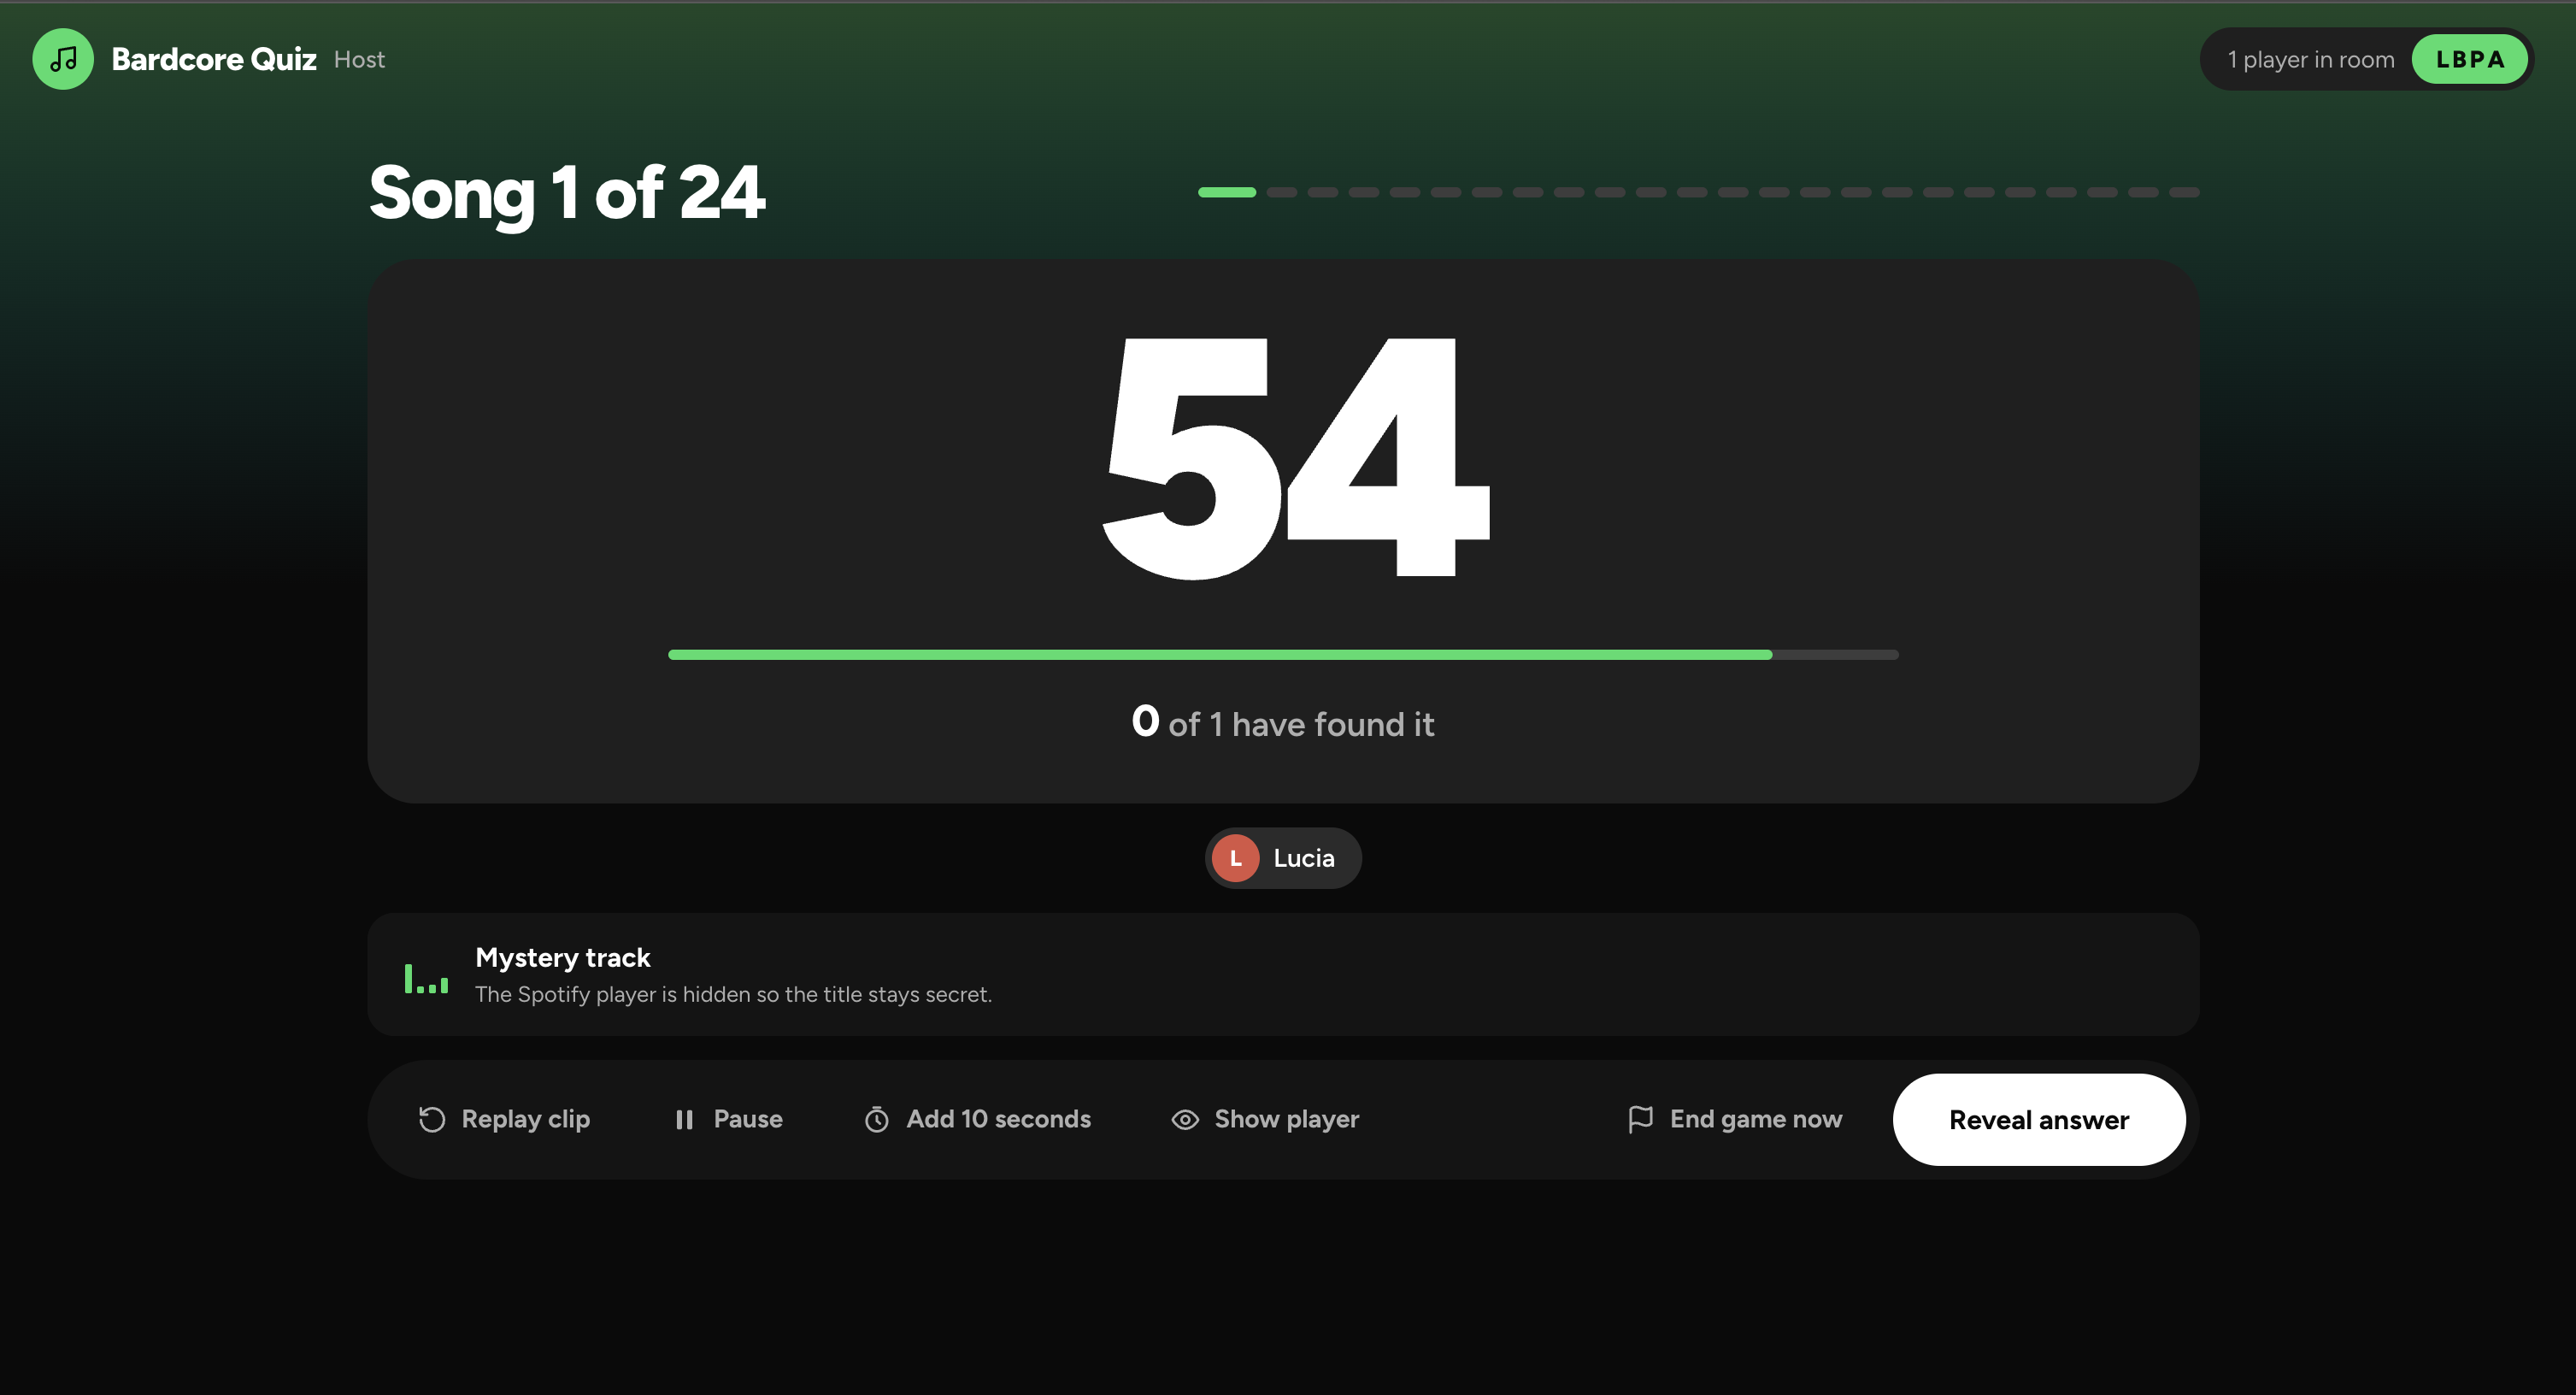 Bardcore Quiz Host
1 player in room LBPA
Song 1 of 24
54
0 of 1 have found it
L Lucia
Mystery track
The Spotify player is hidden so the title stays secret.
Replay clip Pause Add 10 seconds Show player End game now Reveal answer